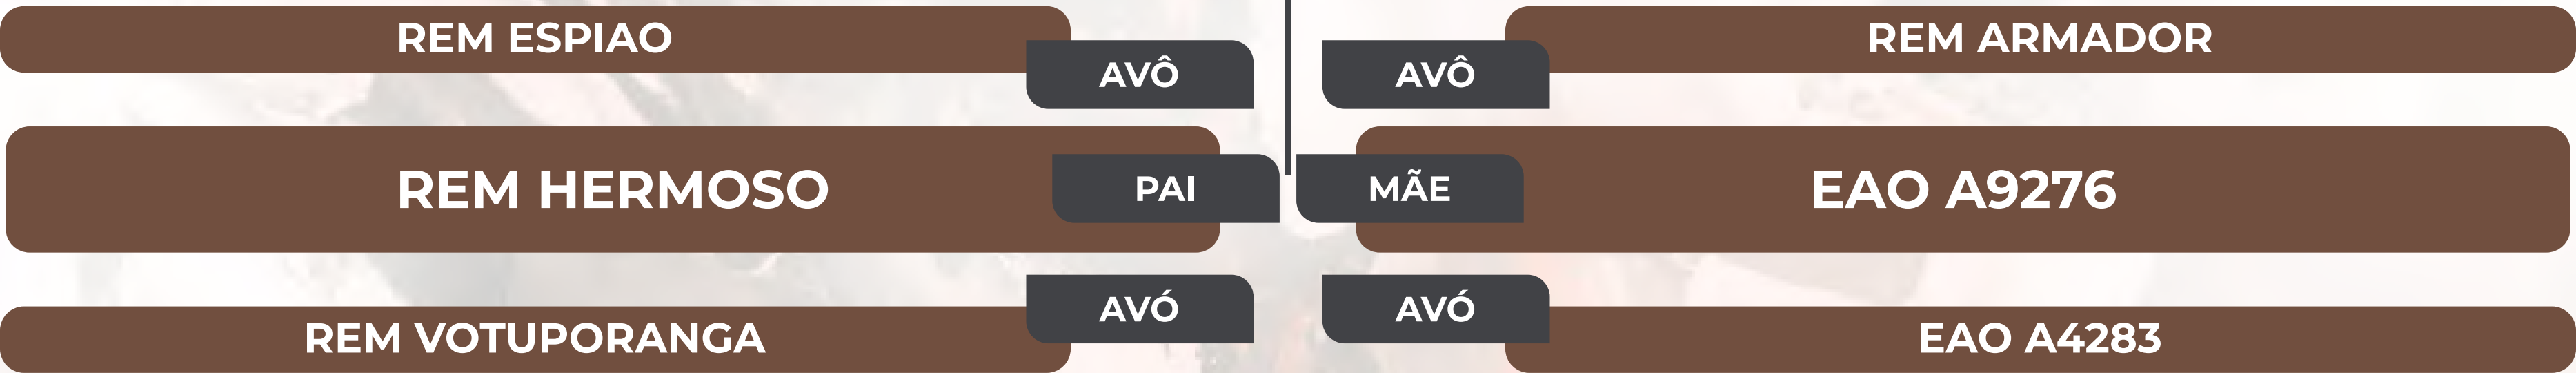 REM ESPIAO
AVÔ
AVÔ
REM ARMADOR
REM HERMOSO
PAI
MÃE
EAO A9276
REM VOTUPORANGA
AVÓ
AVÓ
EAO A4283